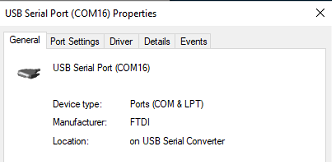 USB Serial Port (COM16) Properties
General Port Settings Driver Details Events
USB Serial Port (COM16)
Device type: Ports (COM & LPT)
Manufacturer: FTDI
Location: on USB Serial Converter